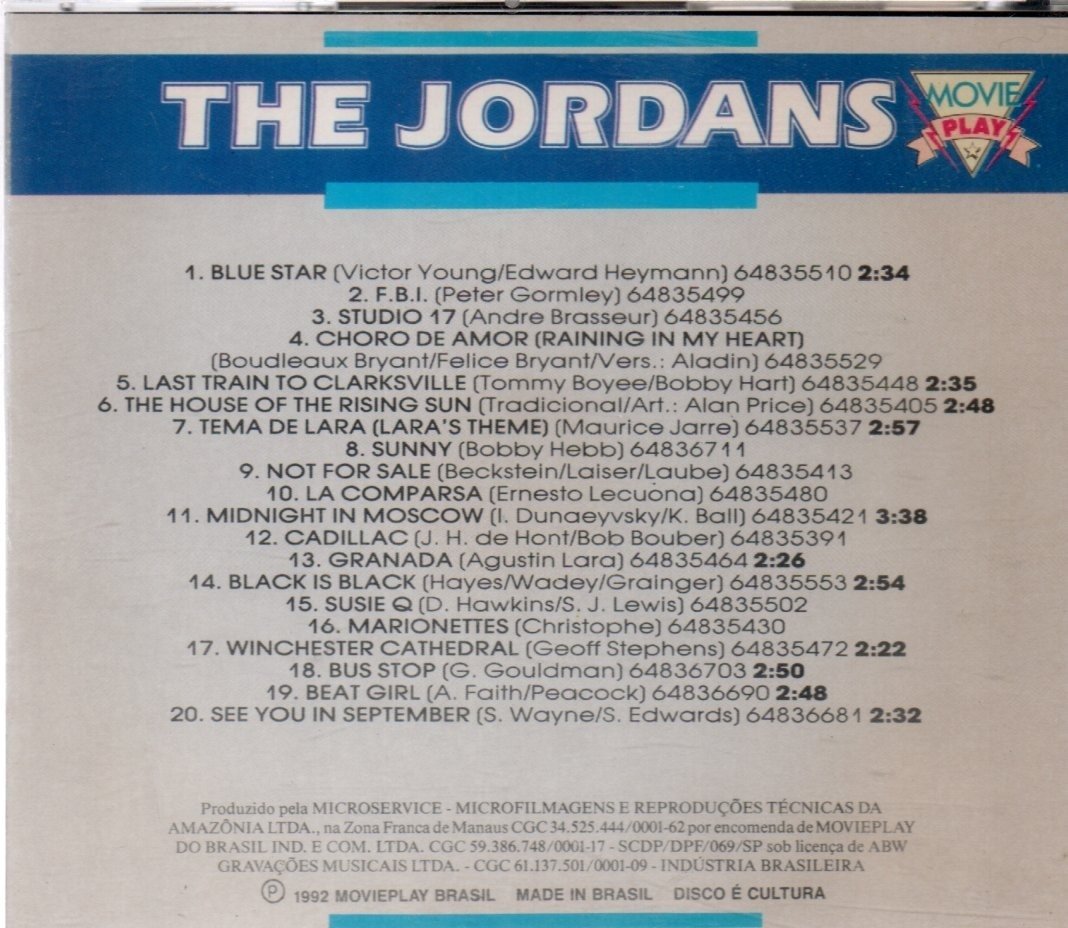 THE JORDANS
MOVIE
PLAY
1. BLUE STAR (Victor Young/Edward Heymann) 64835510 2:34
2. F.B.I. (Peter Gormley) 64835499
3. STUDIO 17 (Andre Brasseur) 64835456
4. CHORO DE AMOR (RAINING IN MY HEART)
(Boudleaux Bryant/Felice Bryant/Vers.: Aladin) 64835529
5. LAST TRAIN TO CLARKSVILLE (Tommy Boyee/Bobby Hart) 64835448 2:35
6. THE HOUSE OF THE RISING SUN (Tradicional/Art.: Alan Price) 64835405 2:48
7. TEMA DE LARA (LARA'S THEME) (Maurice Jarre) 64835537 2:57
8. SUNNY (Bobby Hebb) 64836711
9. NOT FOR SALE (Beckstein/Laiser/Laube) 64835413
10. LA COMPARSA (Ernesto Lecuona) 64835480
11. MIDNIGHT IN MOSCOW (I. Dunaeyvsky/K. Ball) 64835421 3:38
12. CADILLAC (J. H. de Hont/Bob Bouber) 64835391
13. GRANADA (Agustin Lara) 64835464 2:26
14. BLACK IS BLACK (Hayes/Wadey/Grainger) 64835553 2:54
15. SUSIE Q (D. Hawkins/S. J. Lewis) 64835502
16. MARIONETTES (Christophe) 64835430
17. WINCHESTER CATHEDRAL (Geoff Stephens) 64835472 2:22
18. BUS STOP (G. Gouldman) 64836703 2:50
19. BEAT GIRL (A. Faith/Peacock) 64836690 2:48
20. SEE YOU IN SEPTEMBER (S. Wayne/S. Edwards) 64836681 2:32
Produzido pela MICROSERVICE - MICROFILMAGENS E REPRODUÇÕES TÉCNICAS DA
AMAZÔNIA LTDA., na Zona Franca de Manaus CGC 34.525.444/0001-62 por encomenda de MOVIEPLAY
DO BRASIL IND. E COM. LTDA. CGC 59.386.748/0001-17 - SCDP/DPF/069/SP sob licença de ABW
GRAVAÇÕES MUSICAIS LTDA. - CGC 61.137.501/0001-09 - INDÚSTRIA BRASILEIRA
℗ 1992 MOVIEPLAY BRASIL MADE IN BRASIL DISCO É CULTURA